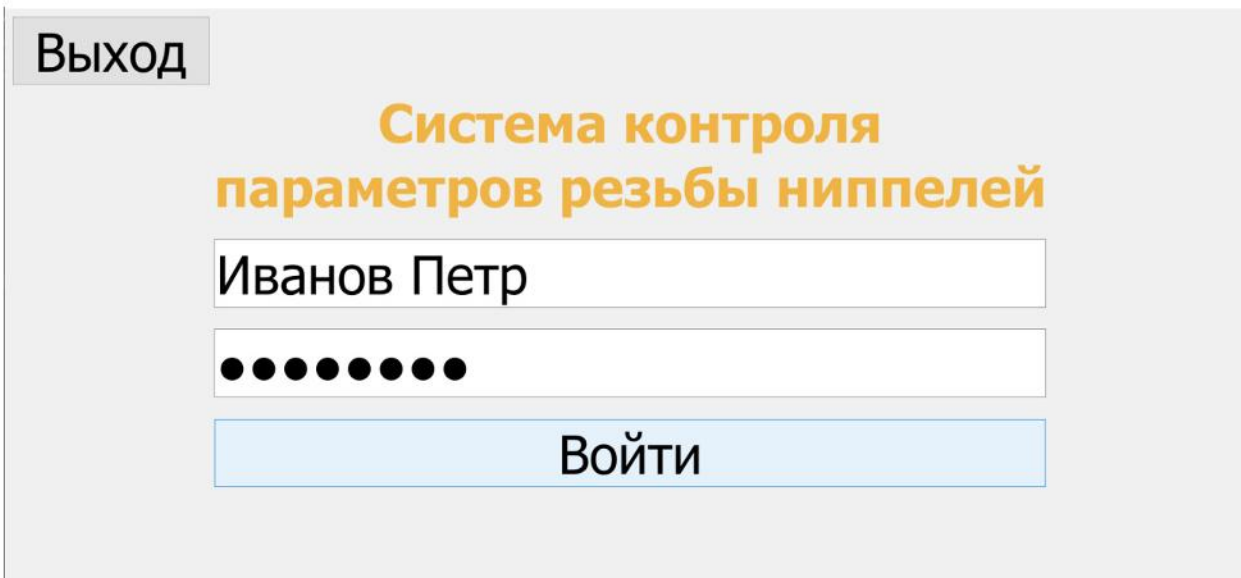 Выход
Система контроля
параметров резьбы ниппелей
Иванов Петр
●●●●●●●●
Войти